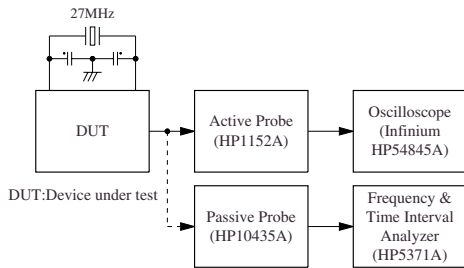 27MHz
DUT
Active Probe
(HP1152A)
Oscilloscope
(Infinium
HP54845A)
DUT:Device under test
Passive Probe
(HP10435A)
Frequency &
Time Interval
Analyzer
(HP5371A)